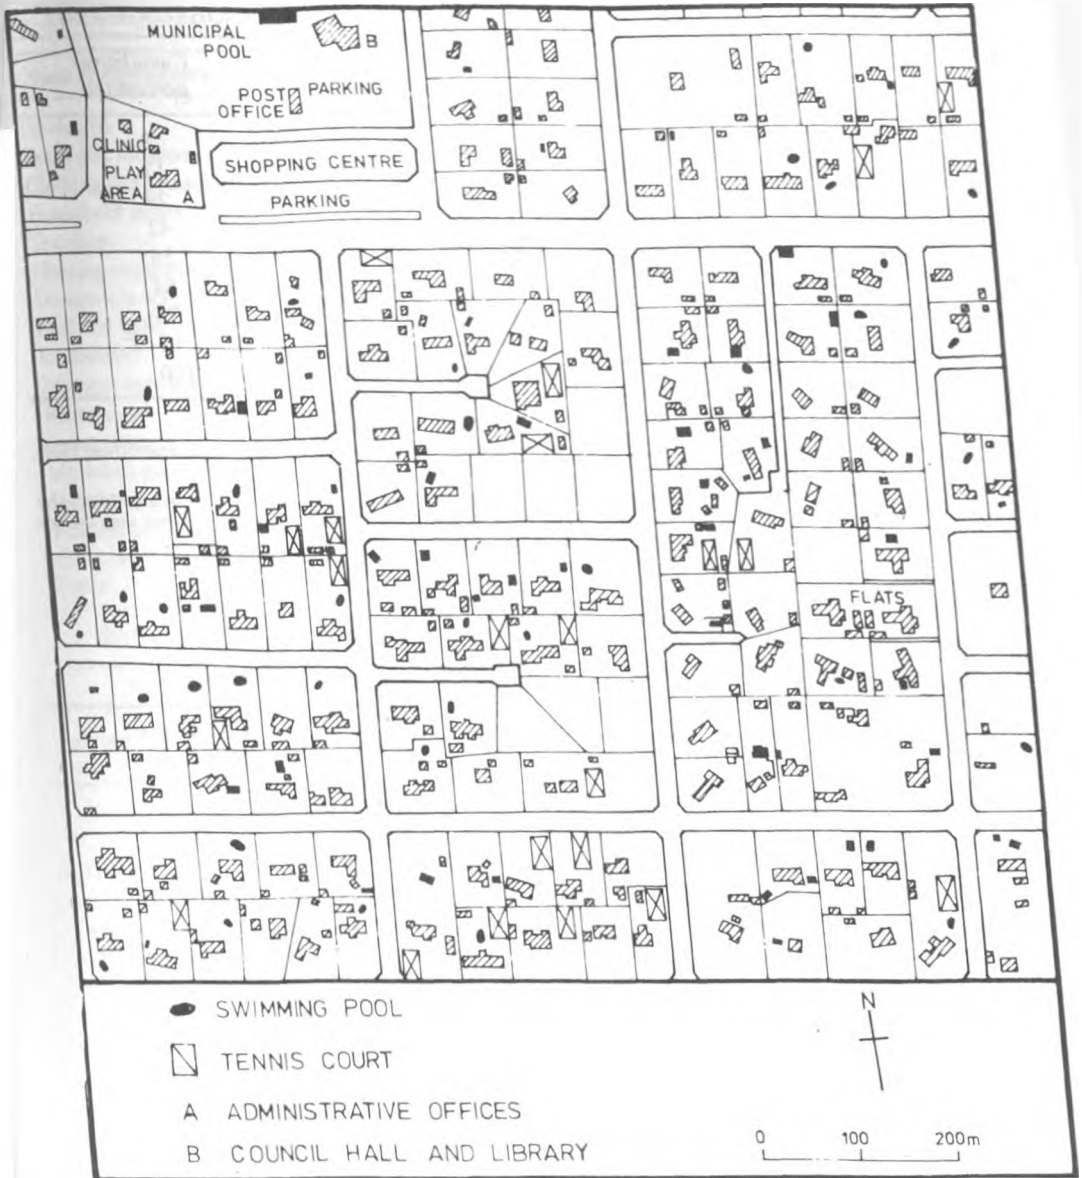 MUNICIPAL
POOL
B
POST
OFFICE
PARKING
CLINIC
PLAY
AREA
A
SHOPPING CENTRE
PARKING
FLATS
SWIMMING POOL
TENNIS COURT
A ADMINISTRATIVE OFFICES
B COUNCIL HALL AND LIBRARY
N
0 100 200m